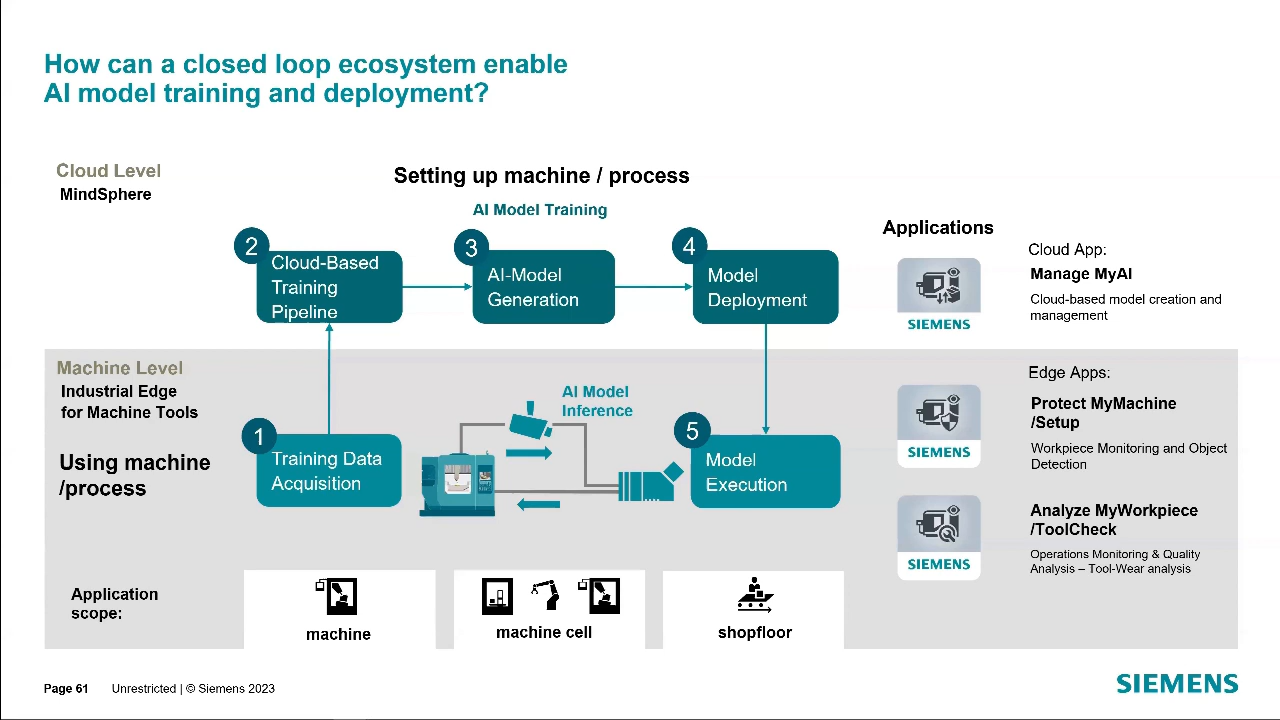 How can a closed loop ecosystem enable
AI model training and deployment?
Cloud Level
MindSphere
Setting up machine / process
AI Model Training
2
Cloud-Based
Training
Pipeline
3
AI-Model
Generation
4
Model
Deployment
Applications
SIEMENS
Cloud App:
Manage MyAI
Cloud-based model creation and
management
Machine Level
Industrial Edge
for Machine Tools
Using machine
/process
1
Training Data
Acquisition
AI Model
Inference
5
Model
Execution
Edge Apps:
SIEMENS
Protect MyMachine
/Setup
Workpiece Monitoring and Object
Detection
SIEMENS
Analyze MyWorkpiece
/ToolCheck
Operations Monitoring & Quality
Analysis – Tool-Wear analysis
Application
scope:
machine
machine cell
shopfloor
Page 61
Unrestricted | © Siemens 2023
SIEMENS